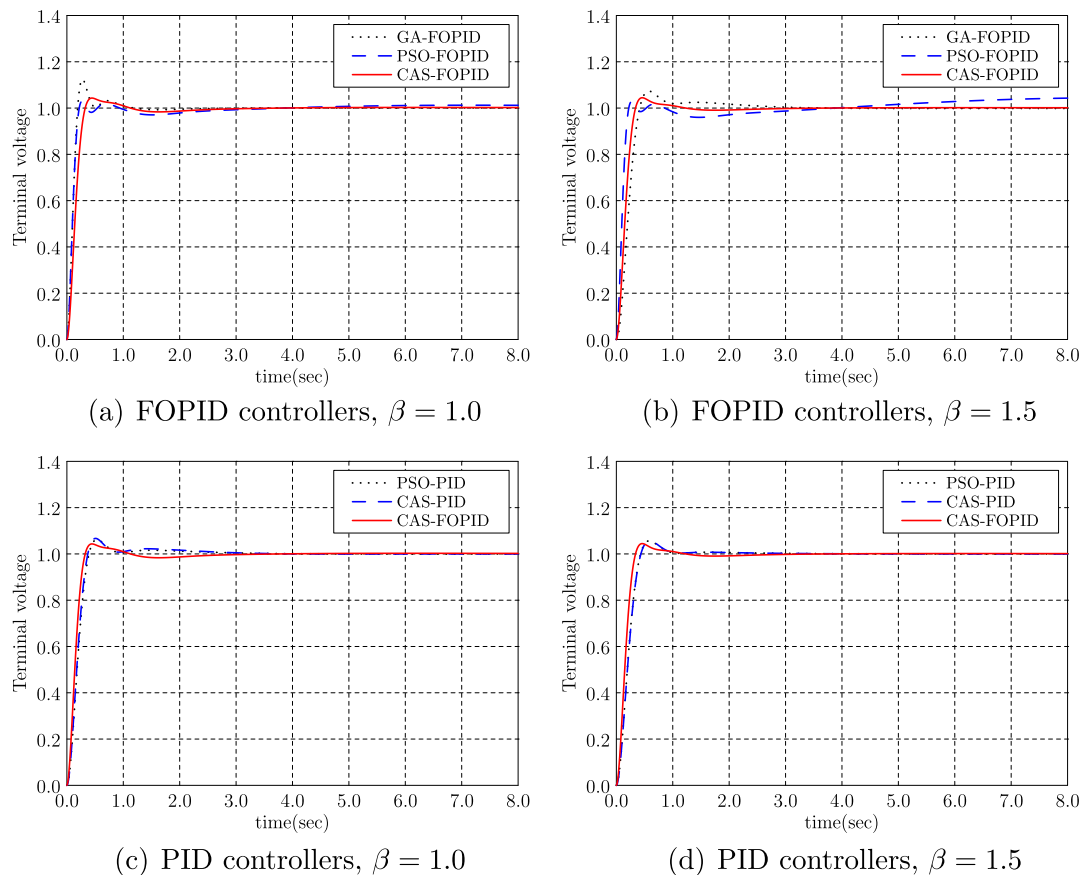 1.4
1.2
1.0
0.8
0.6
0.4
0.2
0.0
Terminal voltage
GA-FOPID
PSO-FOPID
CAS-FOPID
0.0 1.0 2.0 3.0 4.0 5.0 6.0 7.0 8.0
time(sec)
(a) FOPID controllers, β = 1.0
1.4
1.2
1.0
0.8
0.6
0.4
0.2
0.0
Terminal voltage
GA-FOPID
PSO-FOPID
CAS-FOPID
0.0 1.0 2.0 3.0 4.0 5.0 6.0 7.0 8.0
time(sec)
(b) FOPID controllers, β = 1.5
1.4
1.2
1.0
0.8
0.6
0.4
0.2
0.0
Terminal voltage
PSO-PID
CAS-PID
CAS-FOPID
0.0 1.0 2.0 3.0 4.0 5.0 6.0 7.0 8.0
time(sec)
(c) PID controllers, β = 1.0
1.4
1.2
1.0
0.8
0.6
0.4
0.2
0.0
Terminal voltage
PSO-PID
CAS-PID
CAS-FOPID
0.0 1.0 2.0 3.0 4.0 5.0 6.0 7.0 8.0
time(sec)
(d) PID controllers, β = 1.5